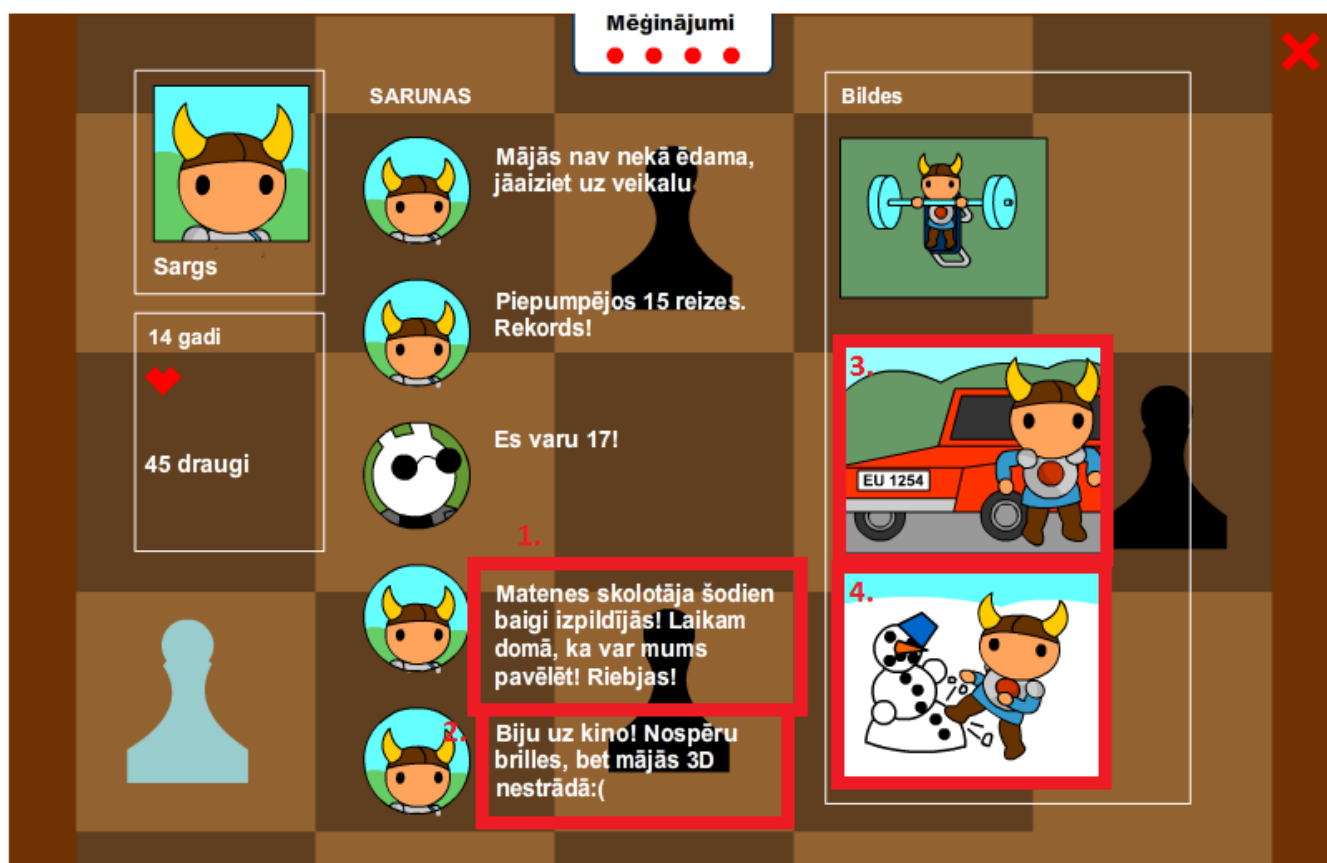 Mēģinājumi
Sargs
14 gadi
45 draugi
SARUNAS
Mājās nav nekā ēdama,
jāaiziet uz veikalu
Piepumpējos 15 reizes.
Rekords!
Es varu 17!
1.
Matenes skolotāja šodien
baigi izpildījās! Laikam
domā, ka var mums
pavēlēt! Riebjas!
2.
Biju uz kino! Nospēru
brilles, bet mājās 3D
nestrādā:(
Bildes
3.
EU 1254
4.